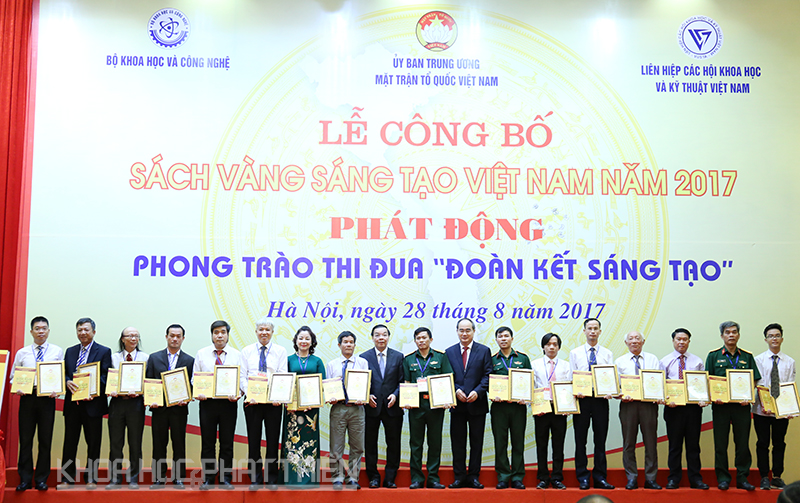 BỘ KHOA HỌC VÀ CÔNG NGHỆ
ỦY BAN TRUNG ƯƠNG
MẶT TRẬN TỔ QUỐC VIỆT NAM
LIÊN HIỆP CÁC HỘI KHOA HỌC
VÀ KỸ THUẬT VIỆT NAM
LỄ CÔNG BỐ
SÁCH VÀNG SÁNG TẠO VIỆT NAM NĂM 2017
PHÁT ĐỘNG
PHONG TRÀO THI ĐUA "ĐOÀN KẾT SÁNG TẠO"
Hà Nội, ngày 28 tháng 8 năm 2017
KHOA HỌC PHÁT TRIỂN